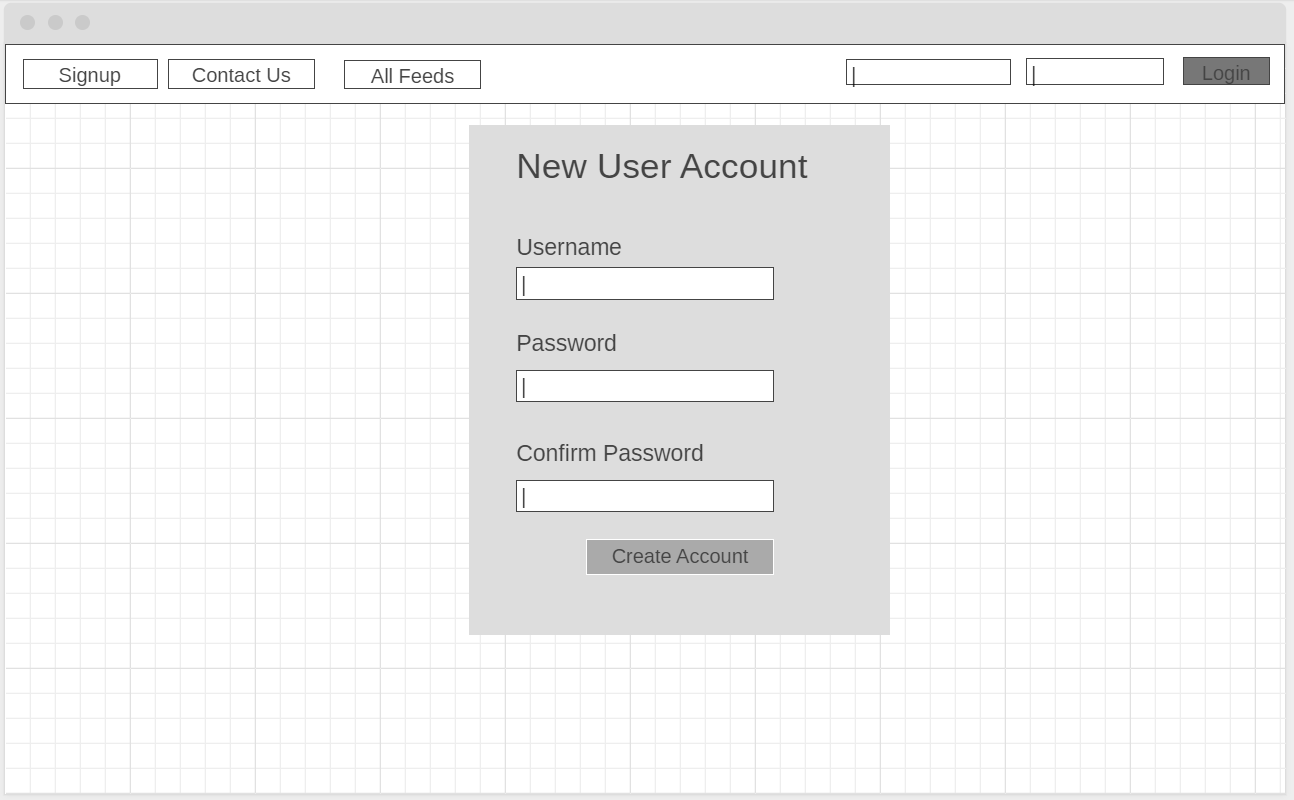 Signup Contact Us All Feeds Login
New User Account
Username
Password
Confirm Password
Create Account